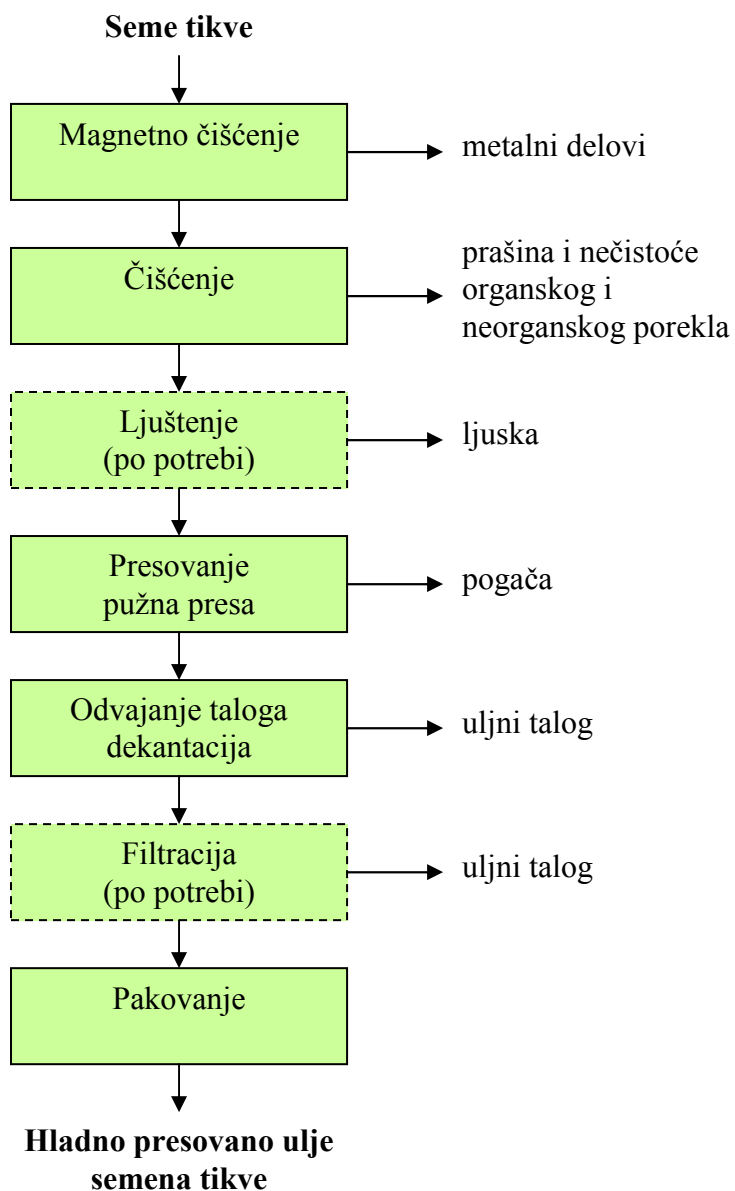 Seme tikve
Magnetno čišćenje
metalni delovi
Čišćenje
prašina i nečistoće
organskog i
neorganskog porekla
Ljuštenje
(po potrebi)
ljuska
Presovanje
pužna presa
pogača
Odvajanje taloga
dekantacija
uljni talog
Filtracija
(po potrebi)
uljni talog
Pakovanje
Hladno presovano ulje
semena tikve